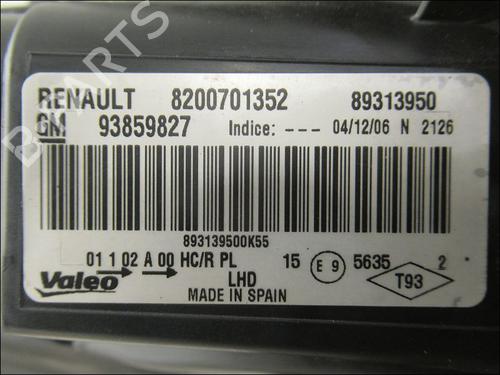 RENAULT 8200701352 89313950
GM 93859827 Indice: --- 04/12/06 N 2126
893139500K55
01 1 02 A 00 HC/R PL 15 E 9 5635 2
Valeo LHD T93
MADE IN SPAIN
PARTS